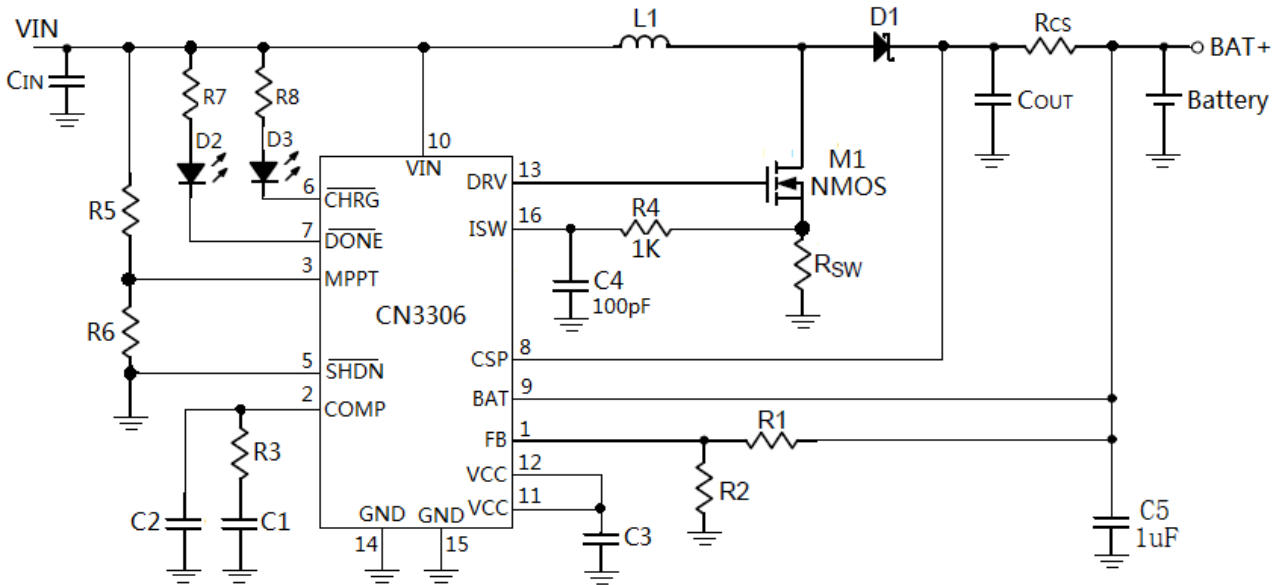 VIN
L1
D1
RCS
BAT+
CIN
R7
R8
COUT
Battery
D2
D3
10
VIN
M1
NMOS
13
DRV
6
CHRG
R5
16
ISW
R4
1K
RSW
7
DONE
3
MPPT
C4
100pF
CN3306
R6
5
SHDN
8
CSP
2
COMP
9
BAT
R1
1
FB
R3
12
VCC
R2
11
VCC
C2
C1
GND
GND
14
15
C3
C5
1uF